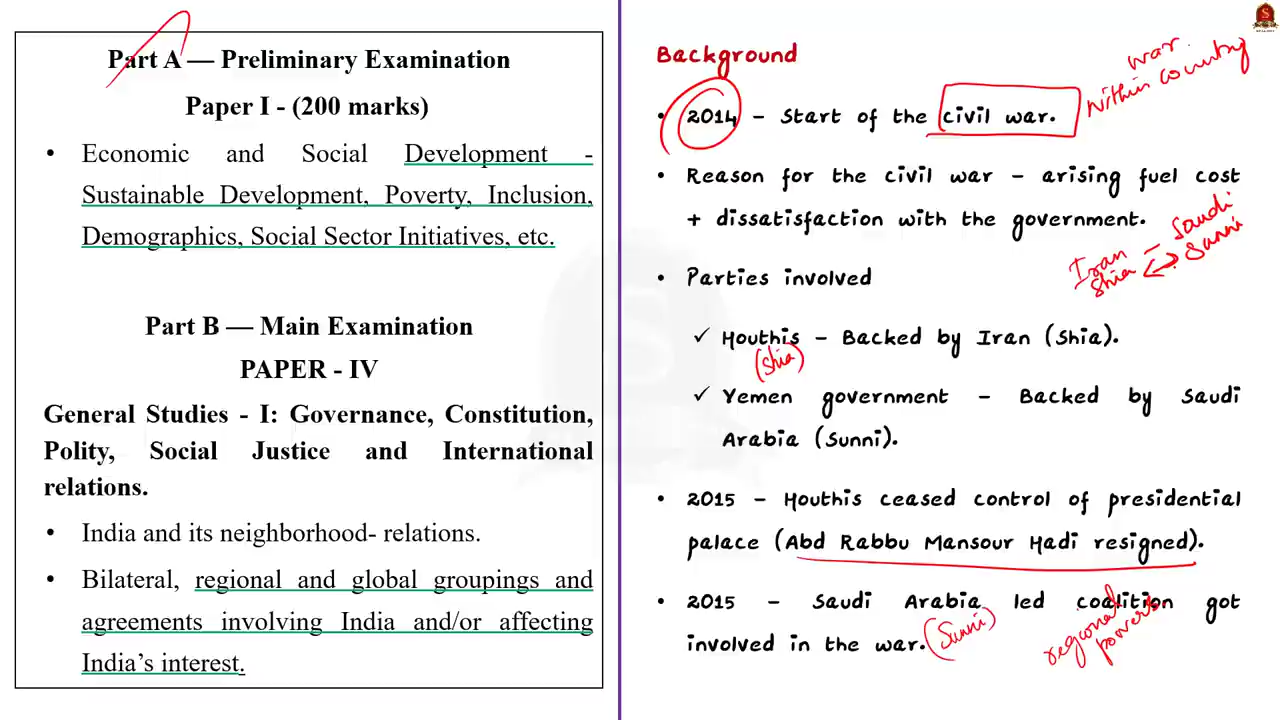 Part A — Preliminary Examination
Paper I - (200 marks)
• Economic and Social Development -
Sustainable Development, Poverty, Inclusion,
Demographics, Social Sector Initiatives, etc.
Part B — Main Examination
PAPER - IV
General Studies - I: Governance, Constitution,
Polity, Social Justice and International
relations.
• India and its neighborhood- relations.
• Bilateral, regional and global groupings and
agreements involving India and/or affecting
India's interest.
Background
war
within country
• 2014 - Start of the civil war.
• Reason for the civil war - arising fuel cost
+ dissatisfaction with the government.
Iran - Saudi
Shia ↔ Sunni
• Parties involved
✓ Houthis - Backed by Iran (Shia).
(Shia)
✓ Yemen government - Backed by Saudi
Arabia (Sunni).
• 2015 - Houthis ceased control of presidential
palace (Abd Rabbu Mansour Hadi resigned).
• 2015 - Saudi Arabia led coalition got
involved in the war.
(Sunni)
regional
powers